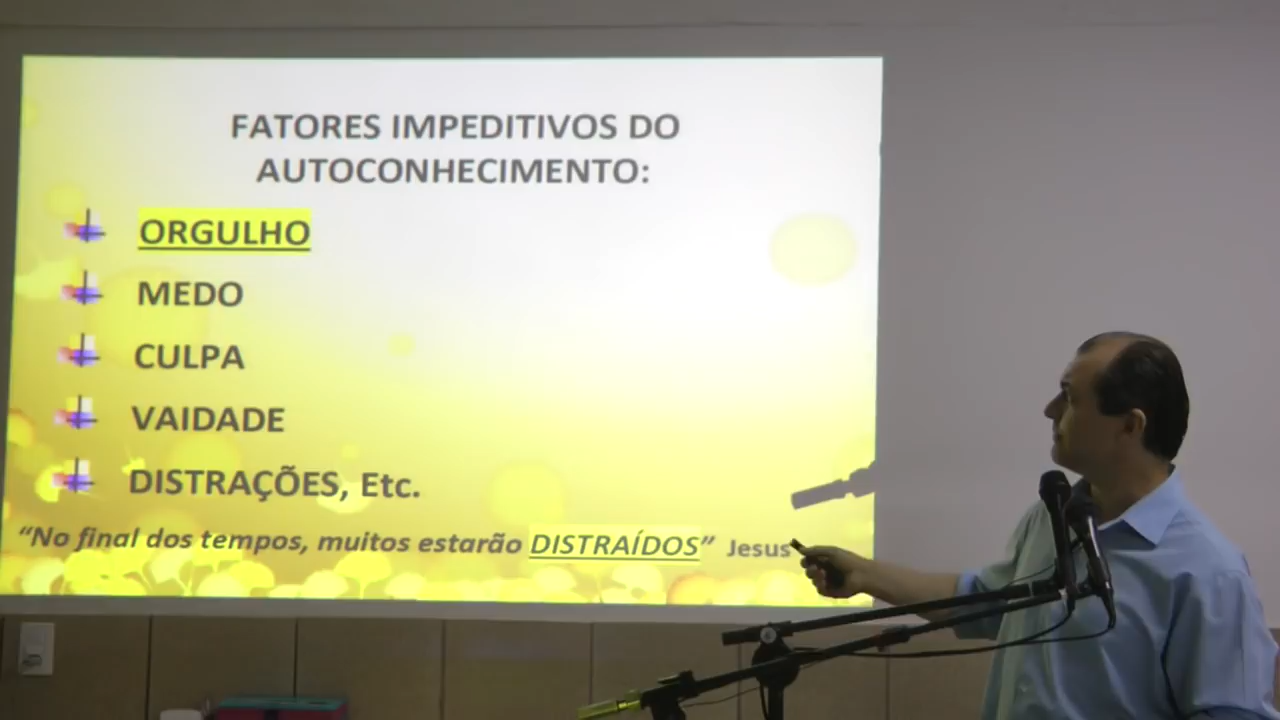 FATORES IMPEDITIVOS DO
AUTOCONHECIMENTO:
ORGULHO
MEDO
CULPA
VAIDADE
DISTRAÇÕES, Etc.
“No final dos tempos, muitos estarão DISTRAÍDOS” Jesus